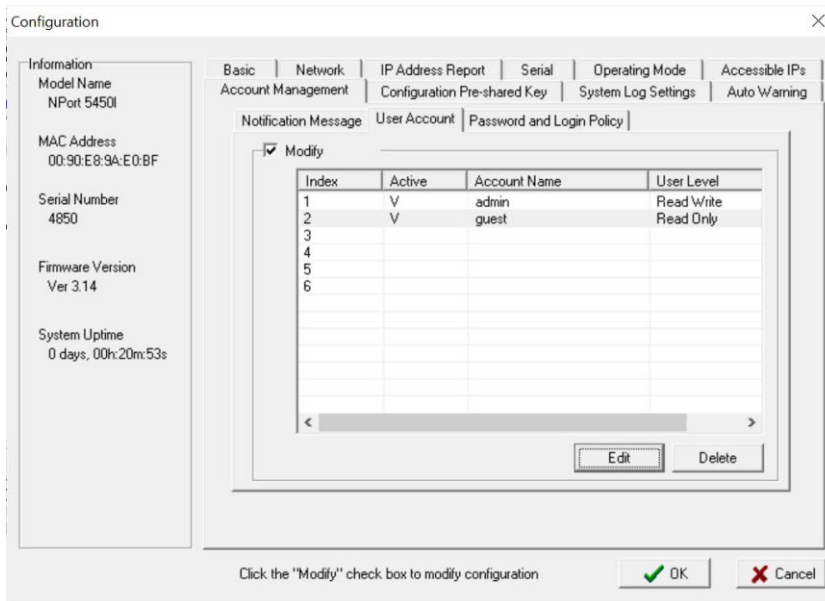 Configuration
Information
Model Name
NPort 5450I
MAC Address
00:90:E8:9A:E0:BF
Serial Number
4850
Firmware Version
Ver 3.14
System Uptime
0 days, 00h:20m:53s
Basic Network IP Address Report Serial Operating Mode Accessible IPs
Account Management Configuration Pre-shared Key System Log Settings Auto Warning
Notification Message User Account Password and Login Policy
Modify
Index Active Account Name User Level
1 V admin Read Write
2 V guest Read Only
3
4
5
6
Edit Delete
Click the "Modify" check box to modify configuration
OK Cancel